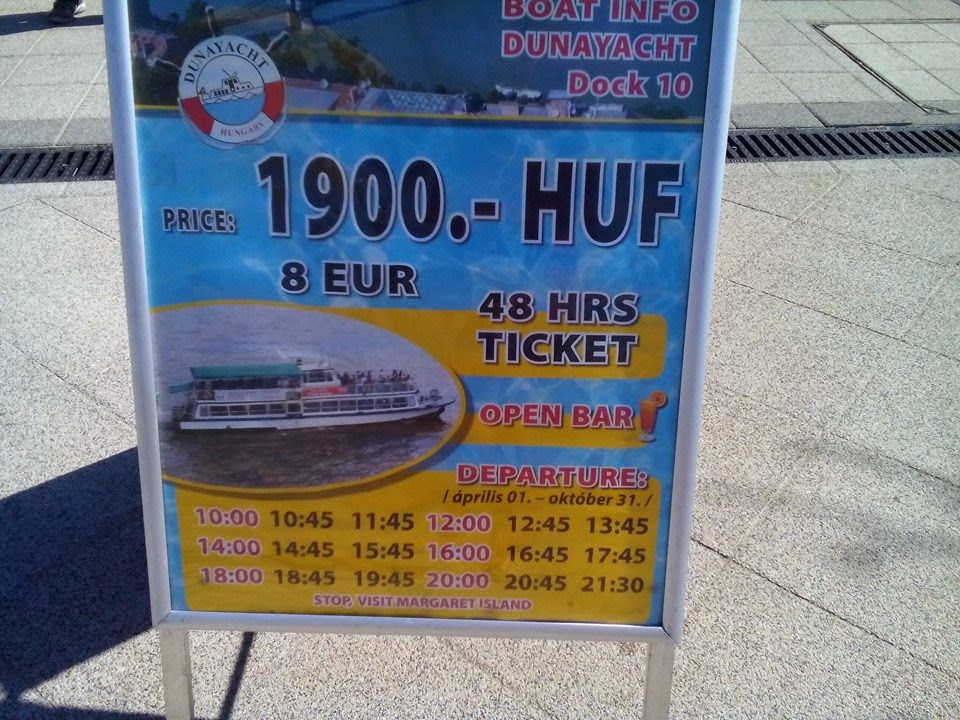 BOAT INFO
DUNAYACHT
Dock 10
DUNAYACHT
HUNGARY
PRICE: 1900.- HUF
8 EUR
48 HRS
TICKET
OPEN BAR
DEPARTURE:
/ április 01. – október 31. /
10:00 10:45 11:45 12:00 12:45 13:45
14:00 14:45 15:45 16:00 16:45 17:45
18:00 18:45 19:45 20:00 20:45 21:30
STOP, VISIT MARGARET ISLAND